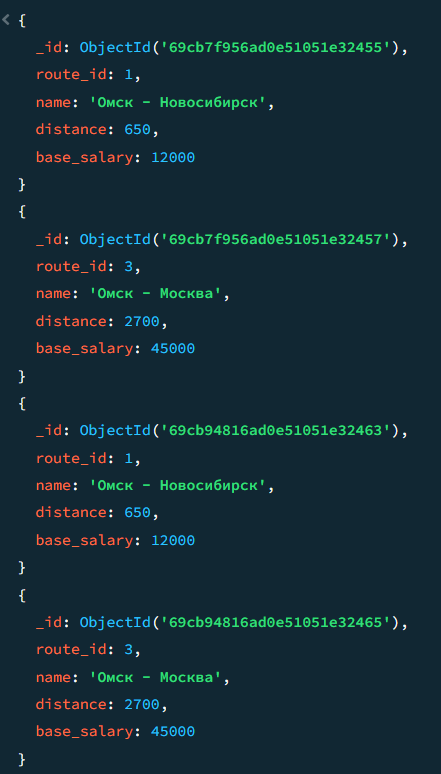 {
_id: ObjectId('69cb7f956ad0e51051e32455'),
route_id: 1,
name: 'Омск - Новосибирск',
distance: 650,
base_salary: 12000
}
{
_id: ObjectId('69cb7f956ad0e51051e32457'),
route_id: 3,
name: 'Омск - Москва',
distance: 2700,
base_salary: 45000
}
{
_id: ObjectId('69cb94816ad0e51051e32463'),
route_id: 1,
name: 'Омск - Новосибирск',
distance: 650,
base_salary: 12000
}
{
_id: ObjectId('69cb94816ad0e51051e32465'),
route_id: 3,
name: 'Омск - Москва',
distance: 2700,
base_salary: 45000
}